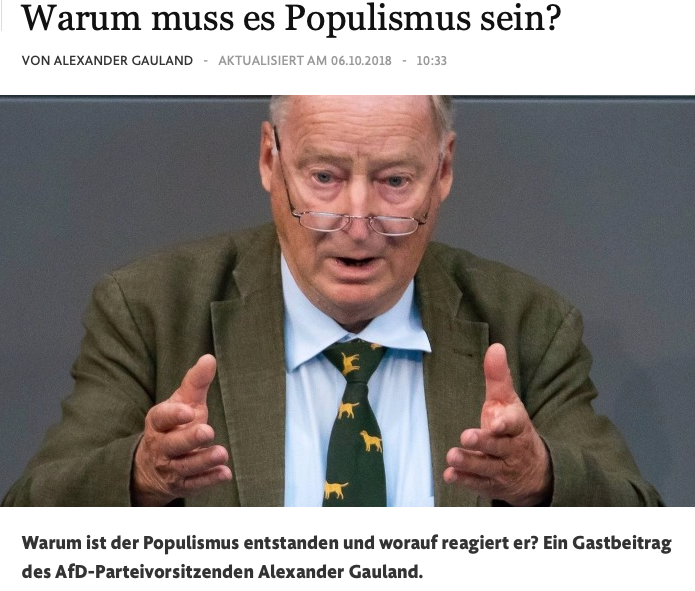 Warum muss es Populismus sein?
VON ALEXANDER GAULAND - AKTUALISIERT AM 06.10.2018 - 10:33
Warum ist der Populismus entstanden und worauf reagiert er? Ein Gastbeitrag
des AfD-Parteivorsitzenden Alexander Gauland.